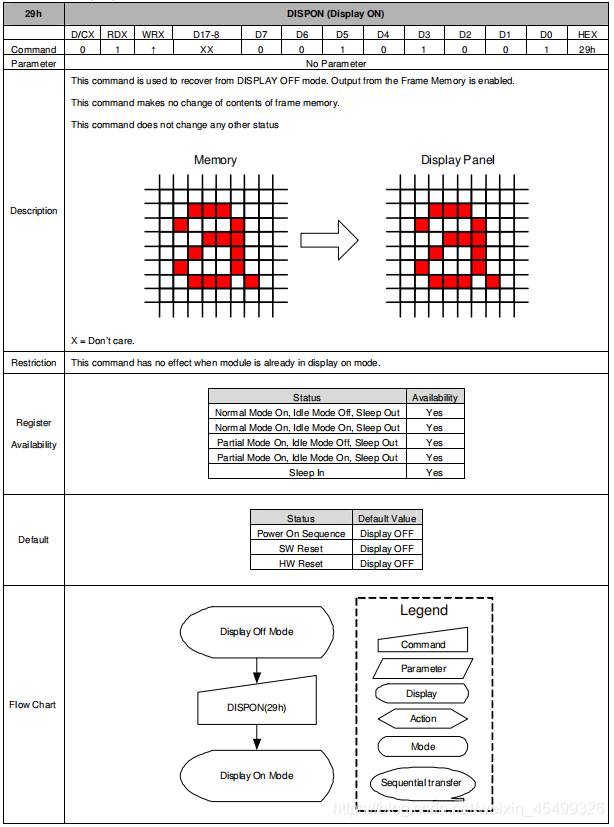 29h DISPON (Display ON)
D/CX RDX WRX D17-8 D7 D6 D5 D4 D3 D2 D1 D0 HEX
Command 0 1 ↑ XX 0 0 1 0 1 0 0 1 29h
Parameter No Parameter
Description
This command is used to recover from DISPLAY OFF mode. Output from the Frame Memory is enabled.
This command makes no change of contents of frame memory.
This command does not change any other status
Memory Display Panel
X = Don't care.
Restriction This command has no effect when module is already in display on mode.
Register
Availability
Status Availability
Normal Mode On, Idle Mode Off, Sleep Out Yes
Normal Mode On, Idle Mode On, Sleep Out Yes
Partial Mode On, Idle Mode Off, Sleep Out Yes
Partial Mode On, Idle Mode On, Sleep Out Yes
Sleep In Yes
Default
Status Default Value
Power On Sequence Display OFF
SW Reset Display OFF
HW Reset Display OFF
Flow Chart
Display Off Mode
DISPON(29h)
Display On Mode
Legend
Command
Parameter
Display
Action
Mode
Sequential transfer
https://blog.csdn.net/weixin_45499326